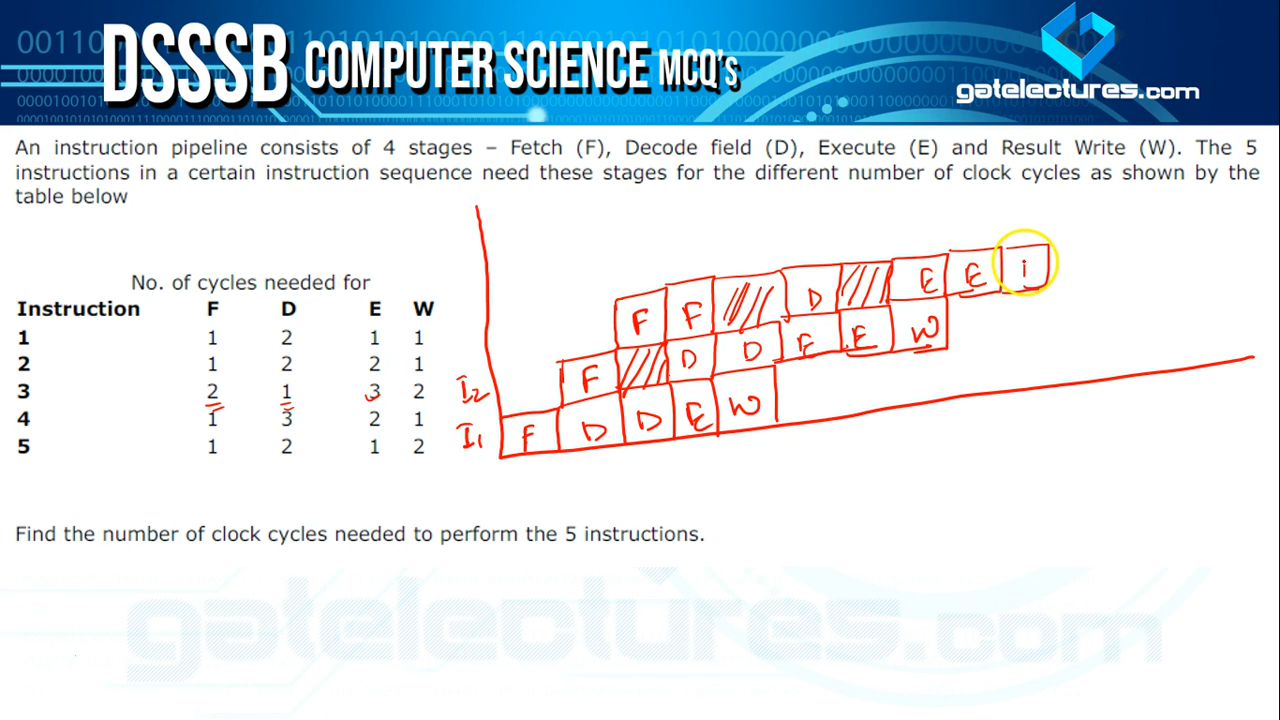 DSSSB COMPUTER SCIENCE MCQ's
gatelectures.com
An instruction pipeline consists of 4 stages – Fetch (F), Decode field (D), Execute (E) and Result Write (W). The 5
instructions in a certain instruction sequence need these stages for the different number of clock cycles as shown by the
table below
No. of cycles needed for
Instruction F D E W
1 1 2 1 1
2 1 2 2 1
3 2 1 3 2
4 1 3 2 1
5 1 2 1 2
F F D E E
I2 F D D E E W
I1 F D D E W
Find the number of clock cycles needed to perform the 5 instructions.
gatelectures.com